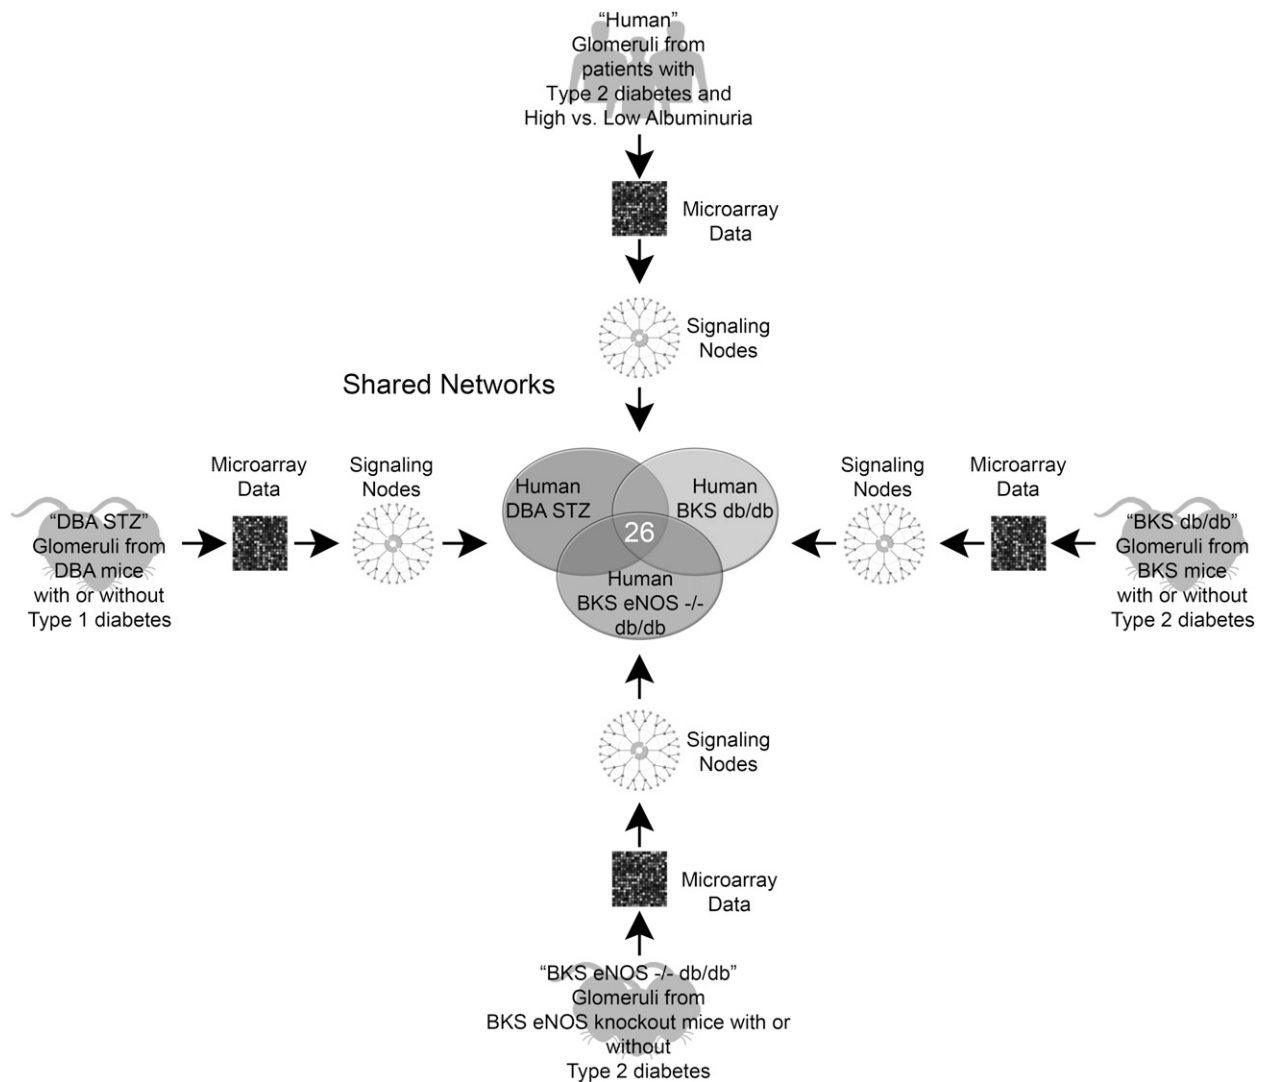 “Human”
Glomeruli from
patients with
Type 2 diabetes and
High vs. Low Albuminuria
Microarray
Data
Signaling
Nodes
Shared Networks
“DBA STZ”
Glomeruli from
DBA mice
with or without
Type 1 diabetes
Microarray
Data
Signaling
Nodes
Human
DBA STZ
Human
BKS db/db
26
Human
BKS eNOS -/-
db/db
Signaling
Nodes
Microarray
Data
“BKS db/db”
Glomeruli from
BKS mice
with or without
Type 2 diabetes
Signaling
Nodes
Microarray
Data
“BKS eNOS -/- db/db”
Glomeruli from
BKS eNOS knockout mice with or
without
Type 2 diabetes